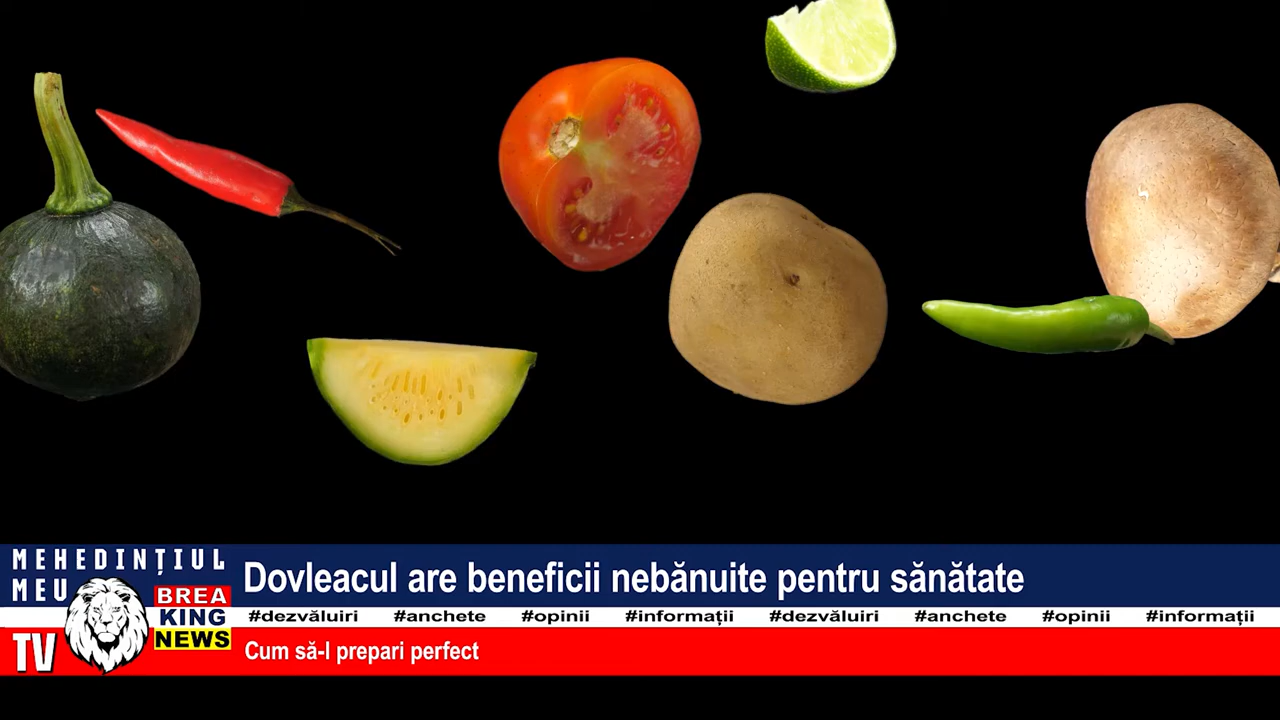 MEHEDINȚIUL
MEU
TV
BREA
KING
NEWS
Dovleacul are beneficii nebănuite pentru sănătate
#dezvăluiri #anchete #opinii #informații #dezvăluiri #anchete #opinii #informații
Cum să-l prepari perfect